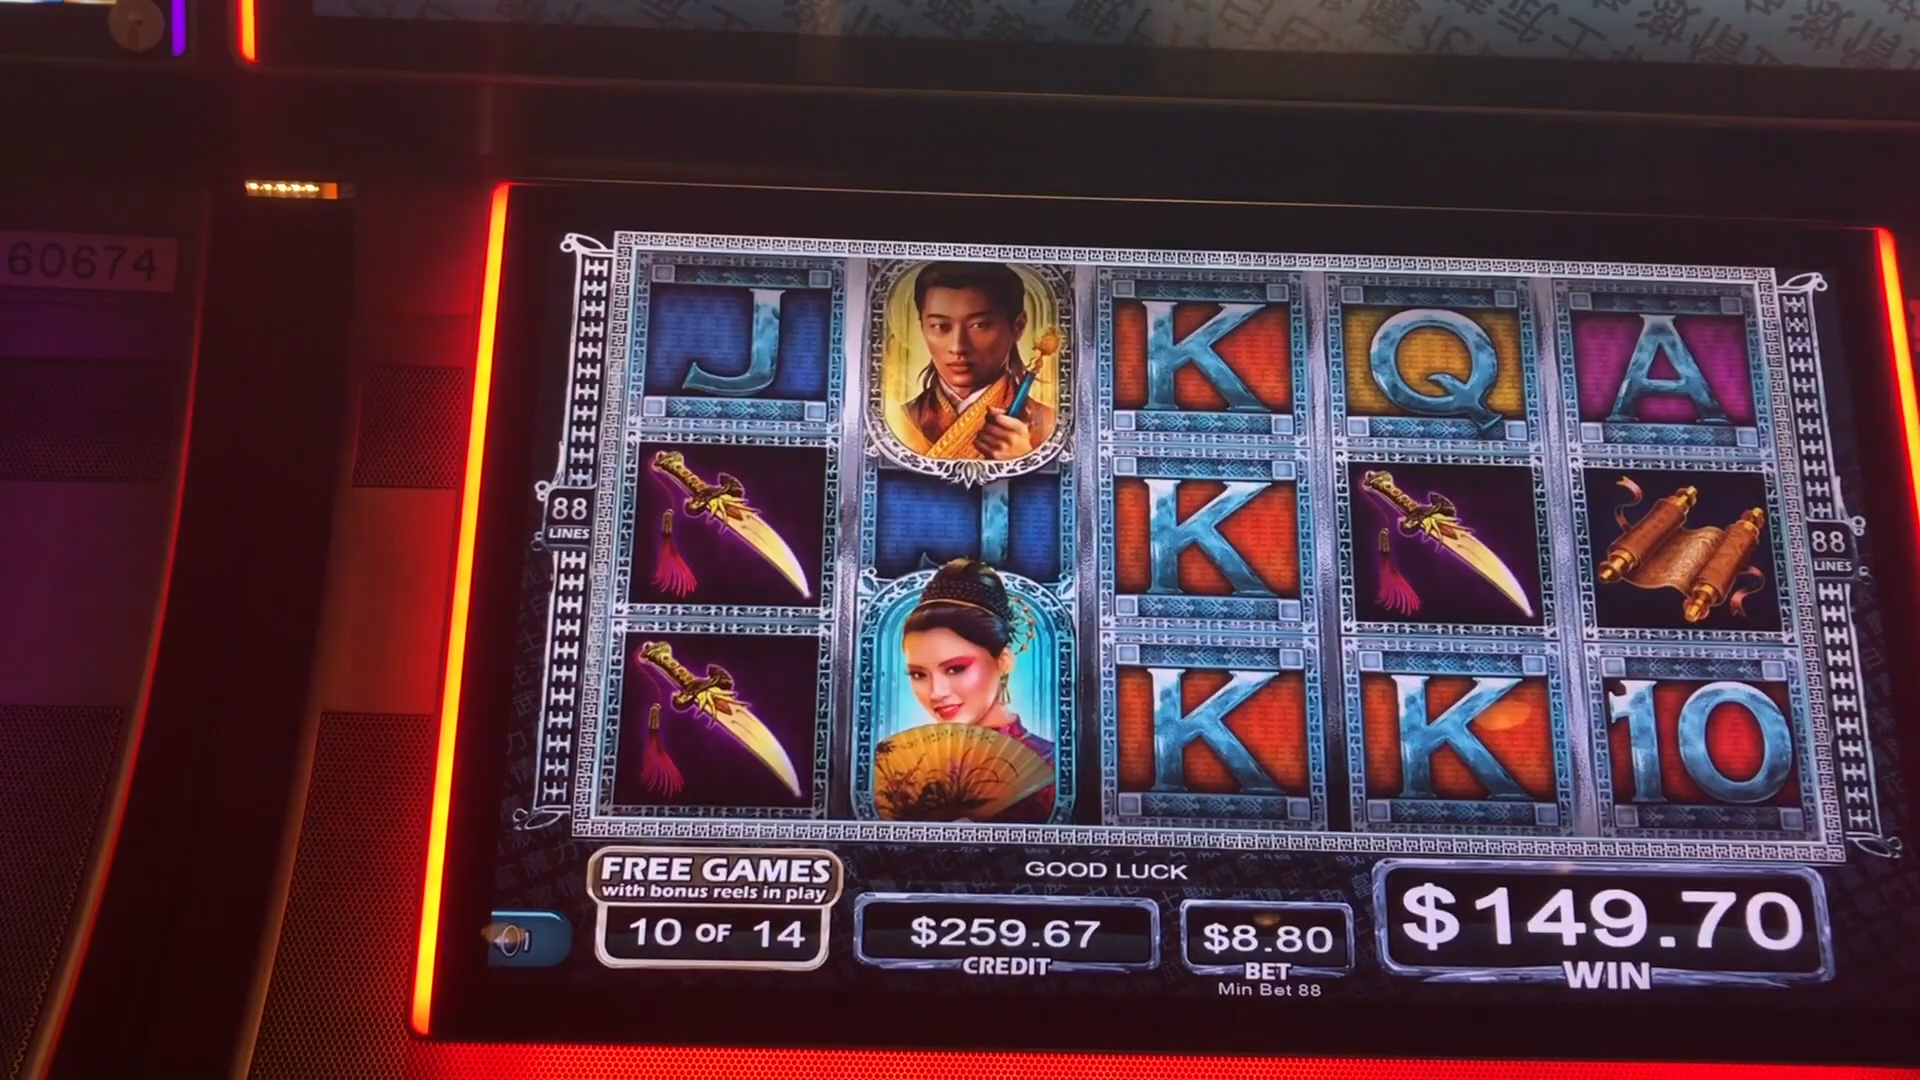 60674
J
K
Q
A
88
LINES
J
K
88
LINES
K
K
10
FREE GAMES
with bonus reels in play
10 OF 14
GOOD LUCK
$259.67
CREDIT
$8.80
BET
Min Bet 88
$149.70
WIN